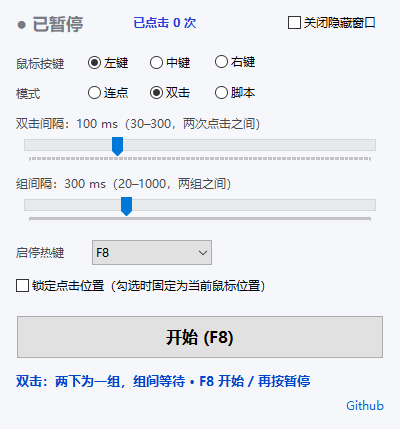 ● 已暂停 已点击 0 次 关闭隐藏窗口
鼠标按键 左键 中键 右键
模式 连点 双击 脚本
双击间隔：100 ms（30–300，两次点击之间）
组间隔：300 ms（20–1000，两组之间）
启停热键 F8
锁定点击位置（勾选时固定为当前鼠标位置）
开始 (F8)
双击：两下为一组，组间等待 • F8 开始 / 再按暂停
Github